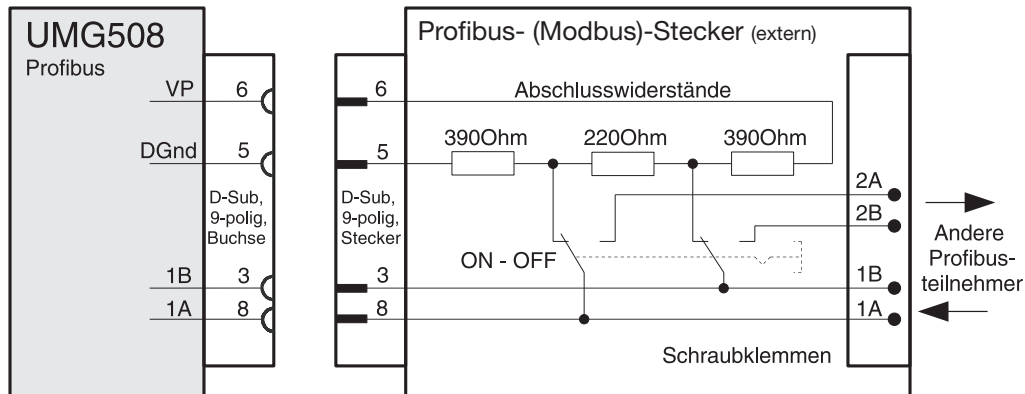 UMG508
Profibus
VP 6
DGnd 5
D-Sub,
9-polig,
Buchse
1B 3
1A 8
D-Sub,
9-polig,
Stecker
Profibus- (Modbus)-Stecker (extern)
6 Abschlusswiderstände
5 390Ohm 220Ohm 390Ohm
2A
2B
ON - OFF
3 1B
8 1A
Schraubklemmen
Andere
Profibus-
teilnehmer